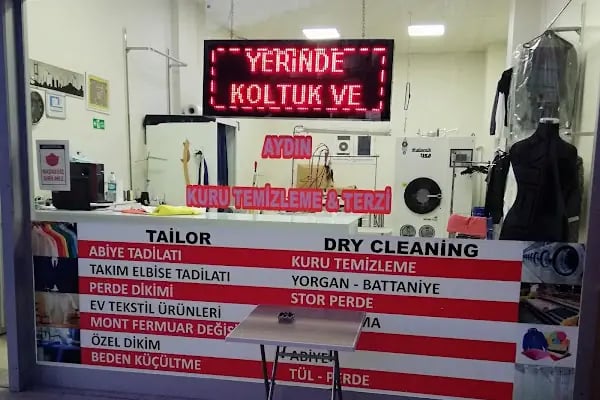 YERİNDE
KOLTUK VE
AYDIN
KURU TEMİZLEME & TERZİ
TAILOR
ABİYE TADİLATI
TAKIM ELBİSE TADİLATI
PERDE DİKİMİ
EV TEKSTİL ÜRÜNLERİ
MONT FERMUAR DEĞİŞ
ÖZEL DİKİM
BEDEN KÜÇÜLTME
DRY CLEANING
KURU TEMİZLEME
YORGAN - BATTANİYE
STOR PERDE
MA
ABİYE
TÜL - PERDE